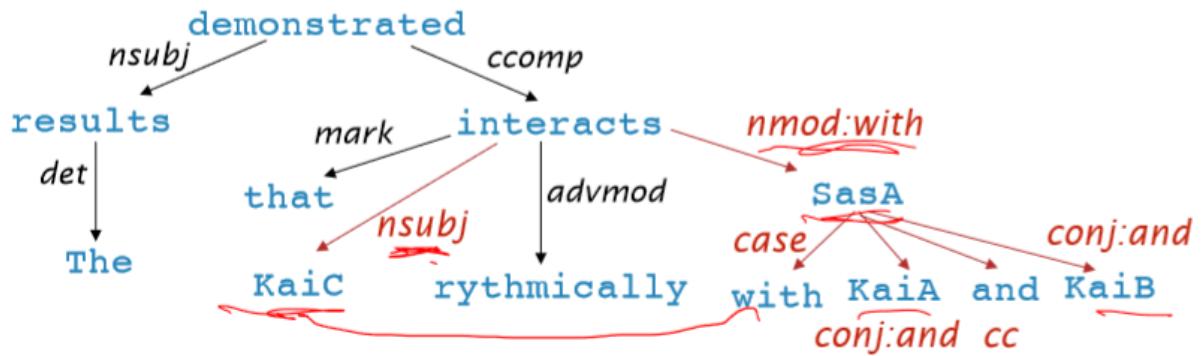 demonstrated
nsubj ccomp
results mark interacts nmod:with
det that advmod SasA
nsubj case conj:and
The KaiC rythmically with KaiA and KaiB
conj:and cc